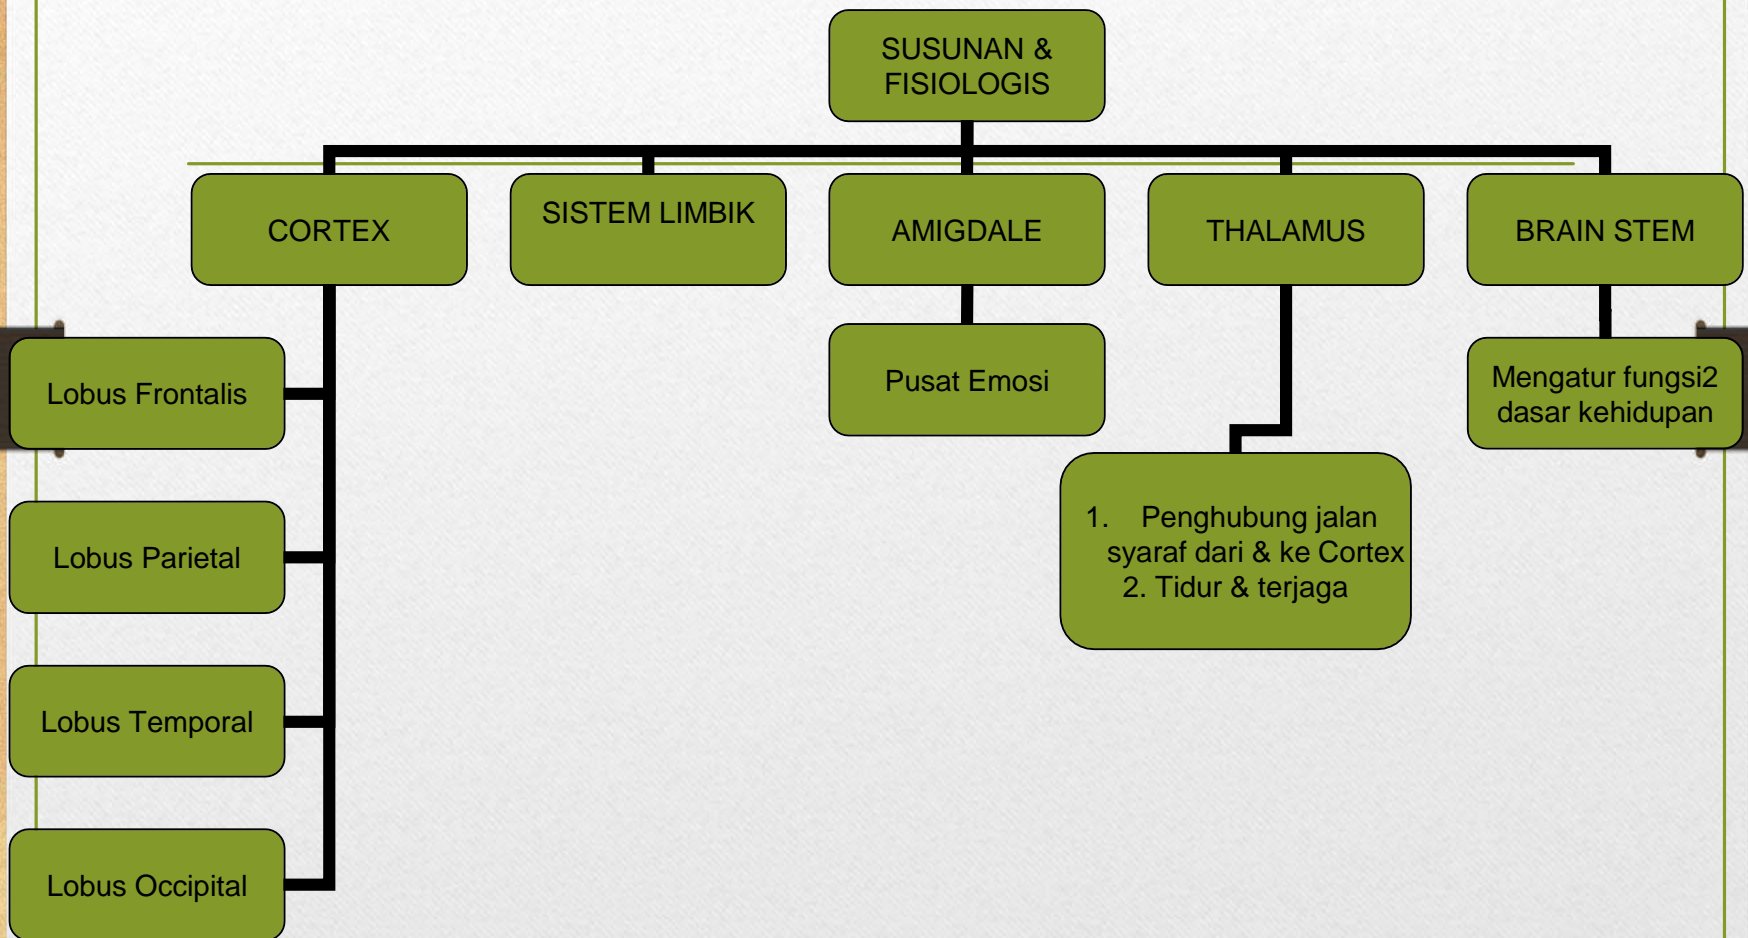 SUSUNAN &
FISIOLOGIS
CORTEX
SISTEM LIMBIK
AMIGDALE
THALAMUS
BRAIN STEM
Lobus Frontalis
Lobus Parietal
Lobus Temporal
Lobus Occipital
Pusat Emosi
1. Penghubung jalan
syaraf dari & ke Cortex
2. Tidur & terjaga
Mengatur fungsi2
dasar kehidupan